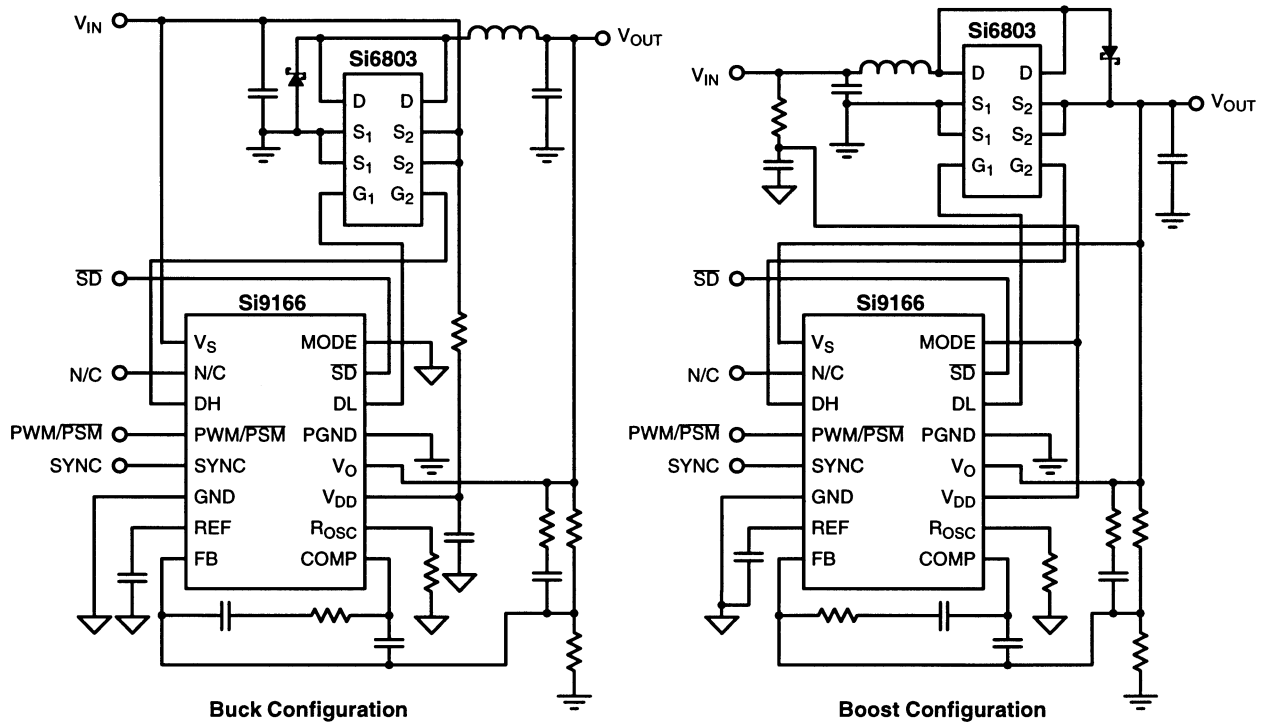 VIN
VOUT
Si6803
D D
S1 S2
S1 S2
G1 G2
SD
Si9166
VS MODE
N/C N/C SD
DH DL
PWM/PSM PWM/PSM PGND
SYNC SYNC VO
GND VDD
REF ROSC
FB COMP
Buck Configuration
Si6803
VIN
D D
S1 S2
VOUT
S1 S2
G1 G2
SD
Si9166
VS MODE
N/C N/C SD
DH DL
PWM/PSM PWM/PSM PGND
SYNC SYNC VO
GND VDD
REF ROSC
FB COMP
Boost Configuration